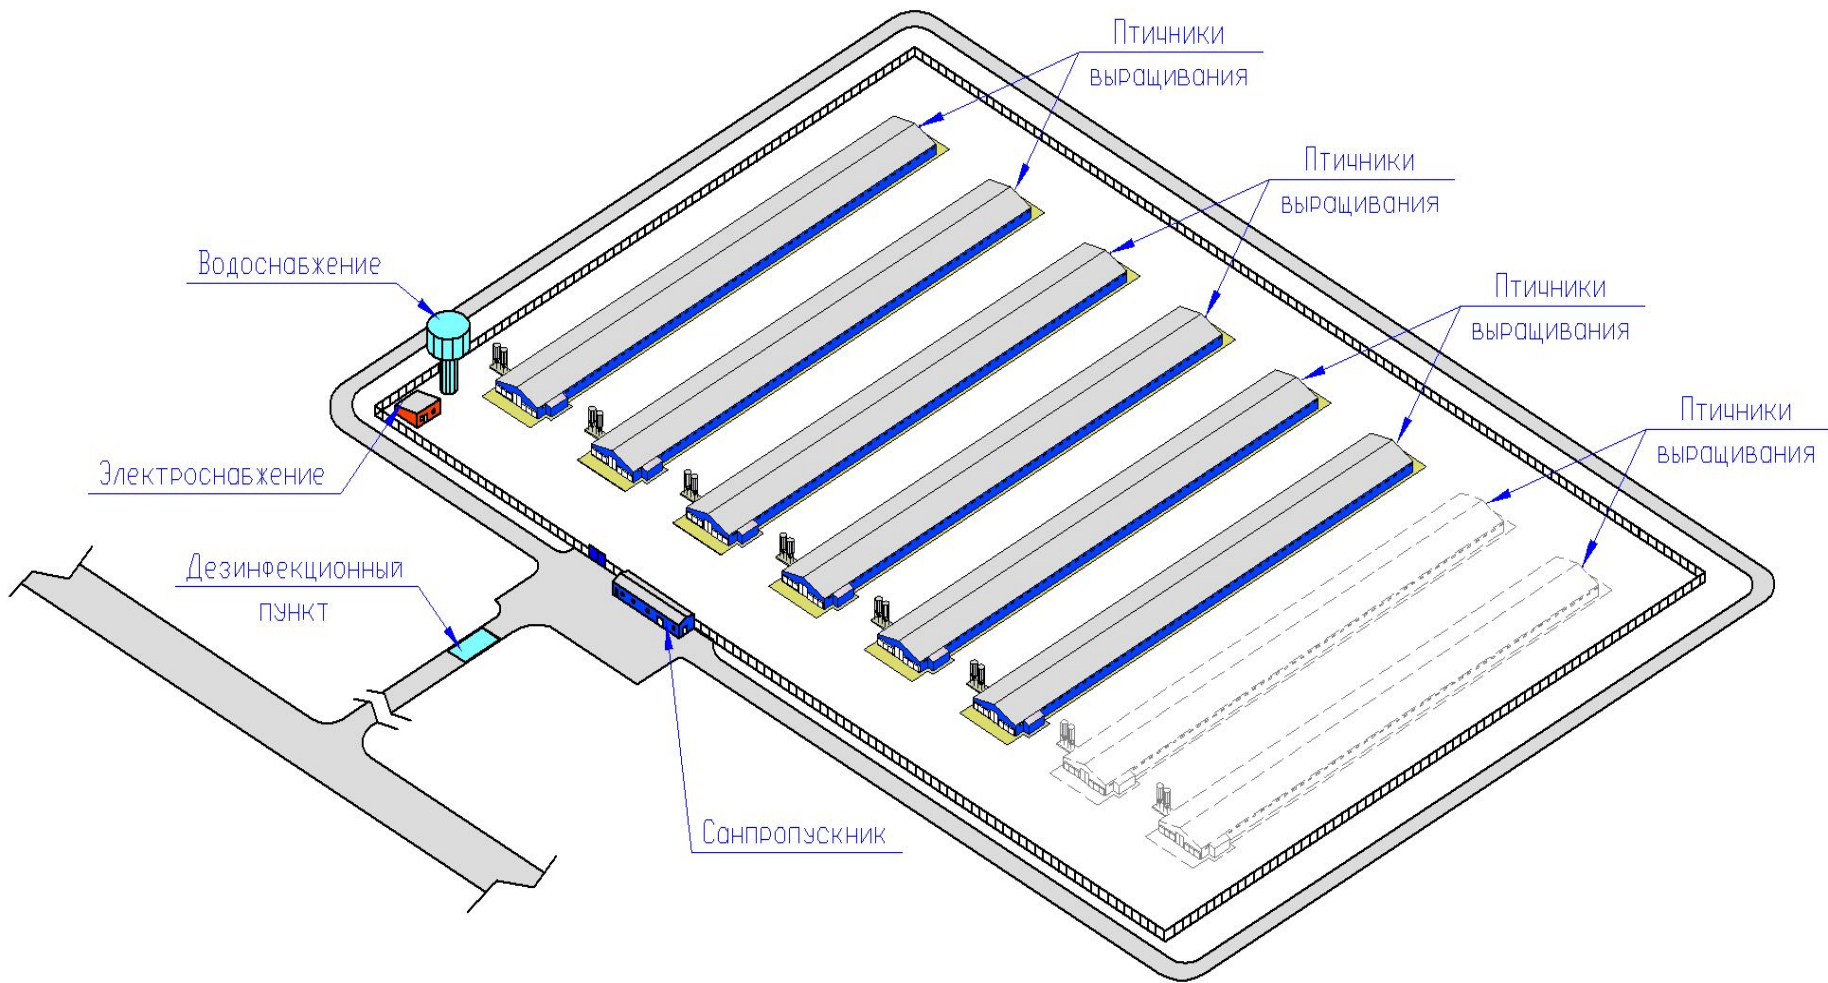 Птичники
выращивания
Птичники
выращивания
Водоснабжение
Птичники
выращивания
Птичники
выращивания
Электроснабжение
Дезинфекционный
пункт
Санпропускник